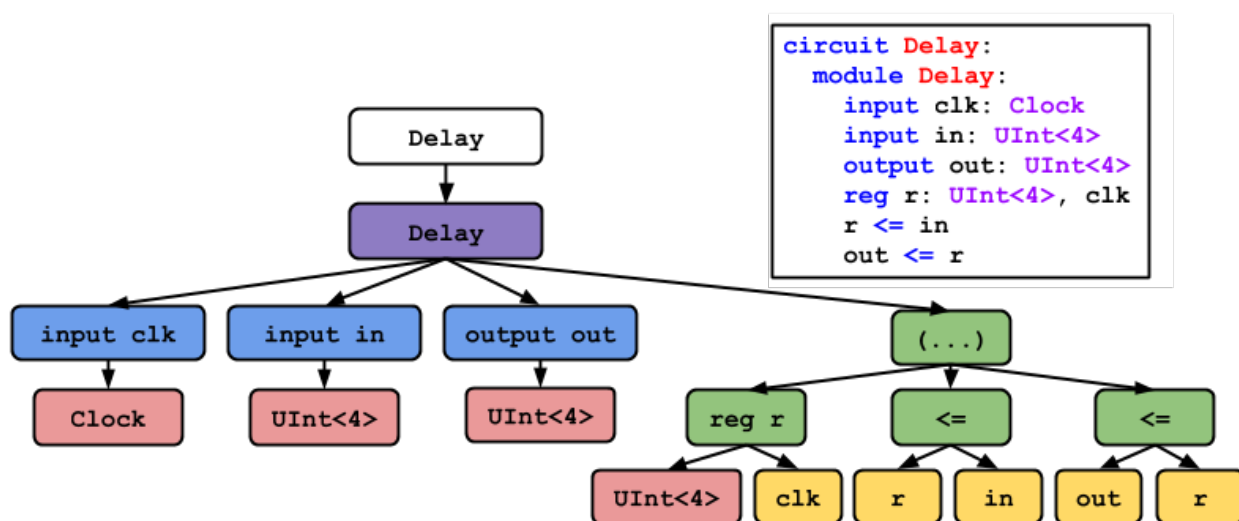 circuit Delay:
module Delay:
input clk: Clock
input in: UInt<4>
output out: UInt<4>
reg r: UInt<4>, clk
r <= in
out <= r
Delay
Delay
input clk
input in
output out
(...)
Clock
UInt<4>
UInt<4>
reg r
<=
<=
UInt<4>
clk
r
in
out
r